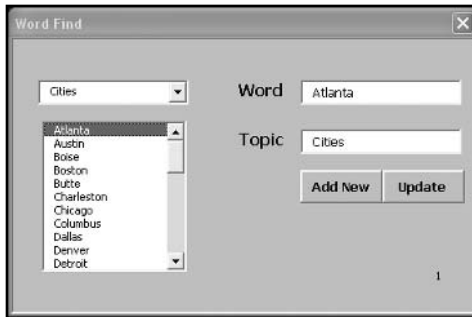 Word Find
Cities
Word Atlanta
Topic Cities
Atlanta
Austin
Boise
Boston
Butte
Charleston
Chicago
Columbus
Dallas
Denver
Detroit
Add New Update
1